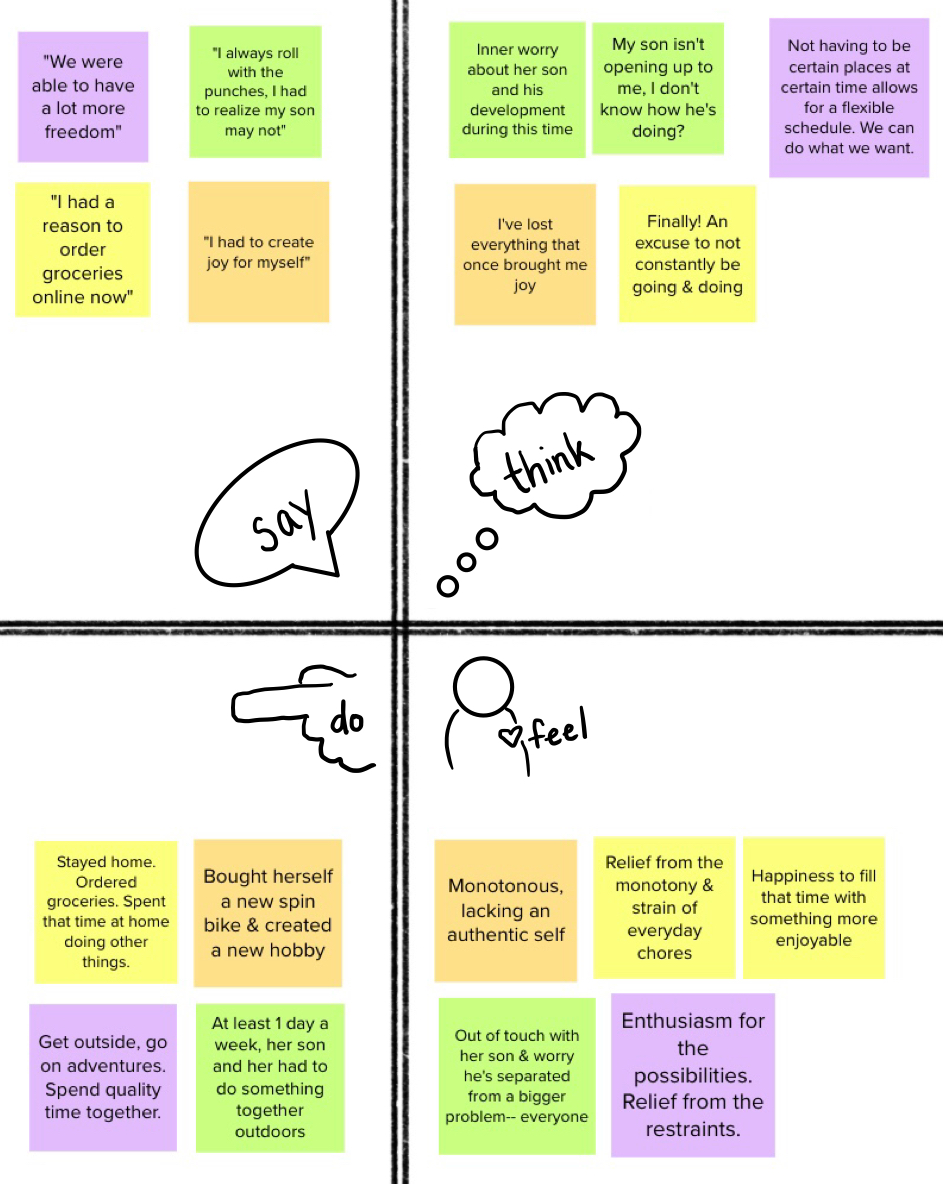 "We were
able to have
a lot more
freedom"
"I always roll
with the
punches, I had
to realize my son
may not"
"I had a
reason to
order
groceries
online now"
"I had to create
joy for myself"
say
Inner worry
about her son
and his
development
during this time
My son isn't
opening up to
me, I don't
know how he's
doing?
Not having to be
certain places at
certain time allows
for a flexible
schedule. We can
do what we want.
I've lost
everything that
once brought me
joy
Finally! An
excuse to not
constantly be
going & doing
think
do
Stayed home.
Ordered
groceries. Spent
that time at home
doing other
things.
Bought herself
a new spin
bike & created
a new hobby
Get outside, go
on adventures.
Spend quality
time together.
At least 1 day a
week, her son
and her had to
do something
together
outdoors
feel
Monotonous,
lacking an
authentic self
Relief from the
monotony &
strain of
everyday
chores
Happiness to fill
that time with
something more
enjoyable
Out of touch with
her son & worry
he's separated
from a bigger
problem-- everyone
Enthusiasm for
the
possibilities.
Relief from the
restraints.